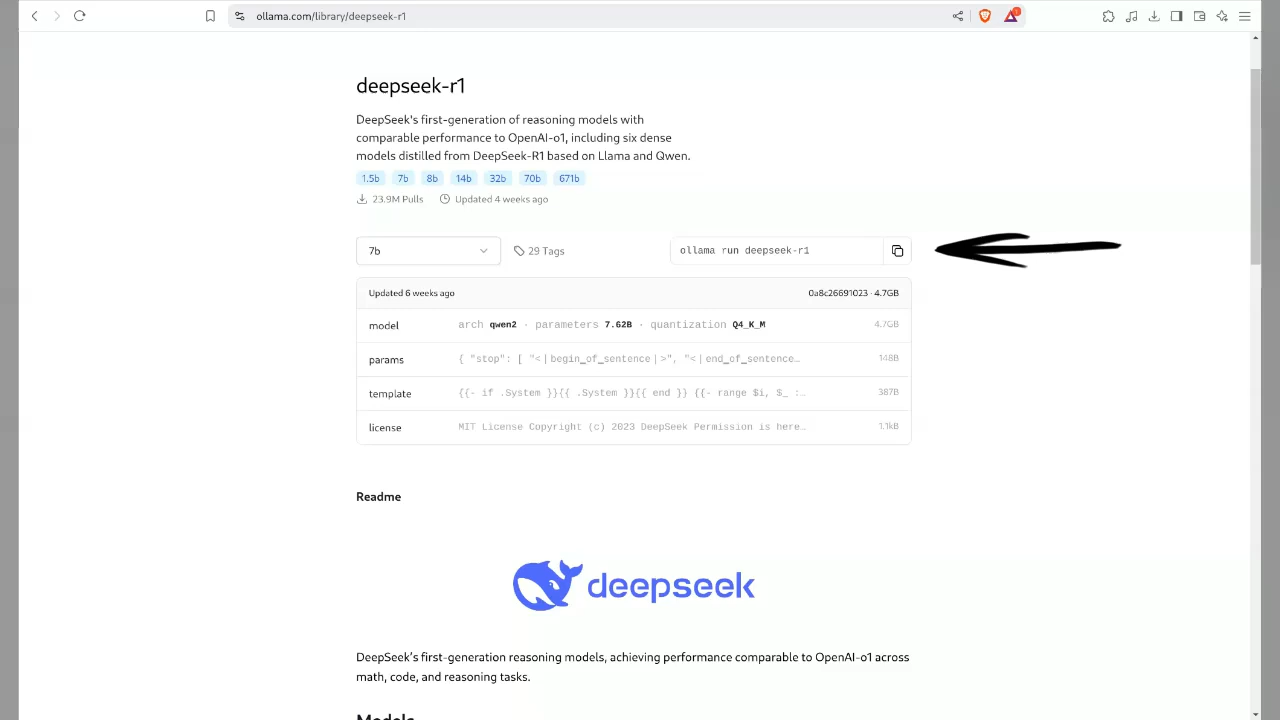 ollama.com/library/deepseek-r1
deepseek-r1
DeepSeek's first-generation of reasoning models with
comparable performance to OpenAI-o1, including six dense
models distilled from DeepSeek-R1 based on Llama and Qwen.
1.5b 7b 8b 14b 32b 70b 671b
23.9M Pulls Updated 4 weeks ago
7b 29 Tags ollama run deepseek-r1
Updated 6 weeks ago 0a8c26691023 · 4.7GB
model arch qwen2 · parameters 7.62B · quantization Q4_K_M 4.7GB
params { "stop": [ "<|begin_of_sentence|>", "<|end_of_sentence… 148B
template {{- if .System }}{{ .System }}{{ end }} {{- range $i, $_ :… 387B
license MIT License Copyright (c) 2023 DeepSeek Permission is here… 1.1kB
Readme
deepseek
DeepSeek's first-generation reasoning models, achieving performance comparable to OpenAI-o1 across
math, code, and reasoning tasks.
Models